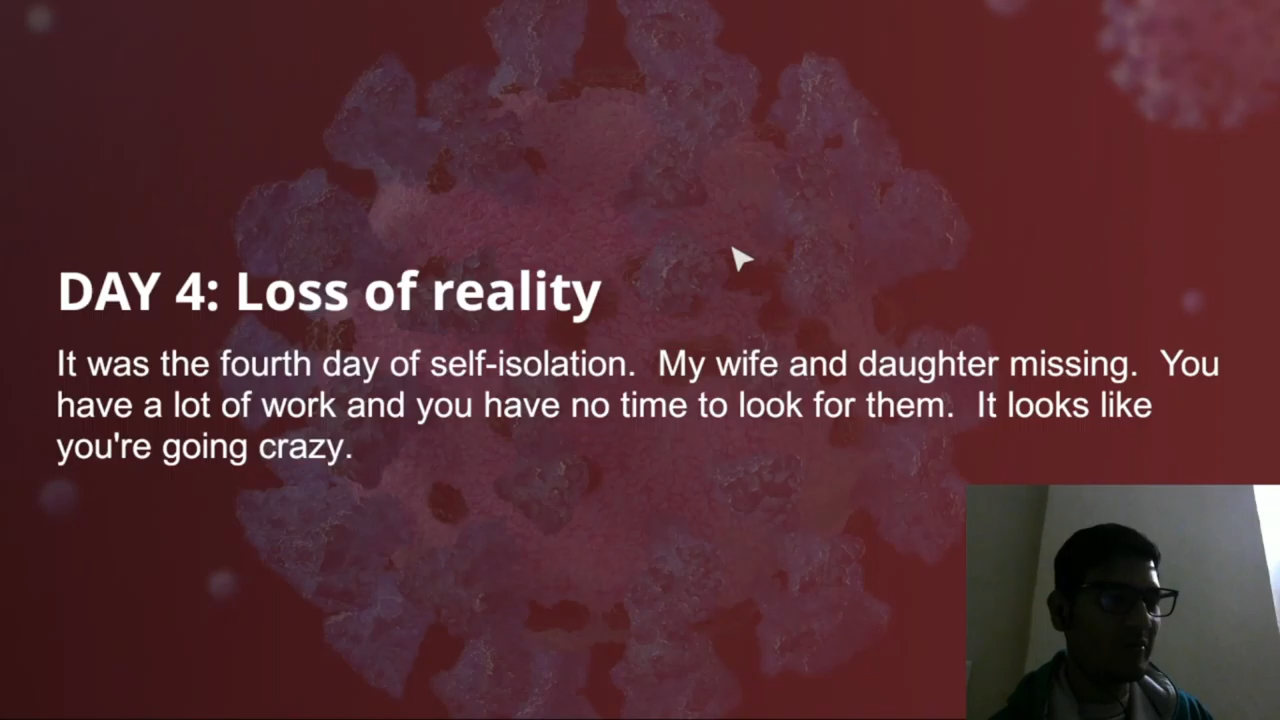 DAY 4: Loss of reality
It was the fourth day of self-isolation.  My wife and daughter missing.  You
have a lot of work and you have no time to look for them.  It looks like
you're going crazy.